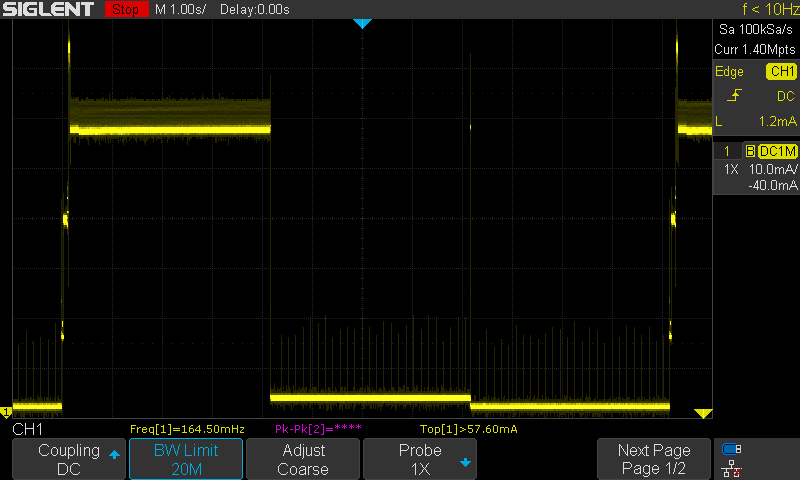 SIGLENT Stop M 1.00s/ Delay:0.00s f < 10Hz
Sa 100kSa/s
Curr 1.40Mpts
Edge CH1
DC
L 1.2mA
1 B DC1M
1X 10.0mA/
-40.0mA
1
CH1 Freq[1]=164.50mHz Pk-Pk[2]=**** Top[1]>57.60mA
Coupling BW Limit Adjust Probe Next Page
DC 20M Coarse 1X Page 1/2